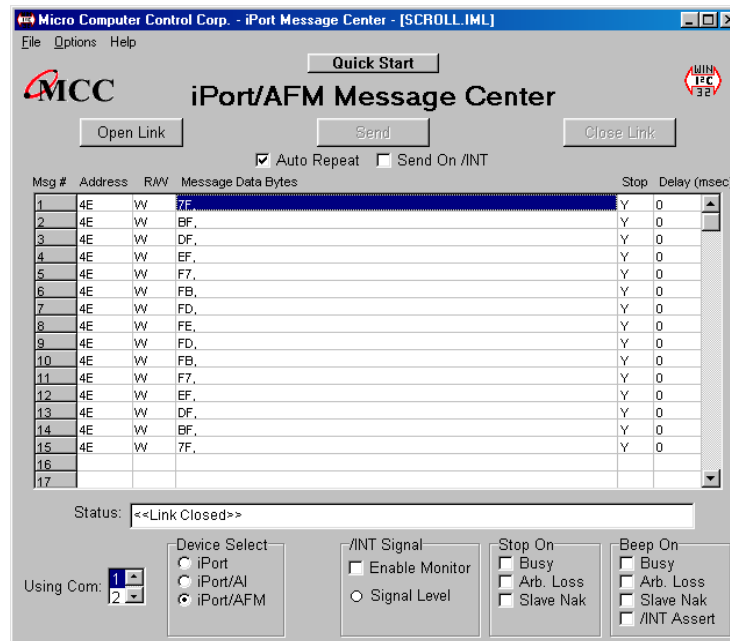 Micro Computer Control Corp. - iPort Message Center - [SCROLL.IML]
File Options Help
Quick Start
MCC
iPort/AFM Message Center
WIN
I²C
32
Open Link Send Close Link
Auto Repeat Send On /INT
Msg # Address R/W Message Data Bytes Stop Delay (msec)
1 4E W 7F, Y 0
2 4E W BF, Y 0
3 4E W DF, Y 0
4 4E W EF, Y 0
5 4E W F7, Y 0
6 4E W FB, Y 0
7 4E W FD, Y 0
8 4E W FE, Y 0
9 4E W FD, Y 0
10 4E W FB, Y 0
11 4E W F7, Y 0
12 4E W EF, Y 0
13 4E W DF, Y 0
14 4E W BF, Y 0
15 4E W 7F, Y 0
16
17
Status: <<Link Closed>>
Using Com: 1
2
Device Select
iPort
iPort/AI
iPort/AFM
/INT Signal
Enable Monitor
Signal Level
Stop On
Busy
Arb. Loss
Slave Nak
Beep On
Busy
Arb. Loss
Slave Nak
/INT Assert